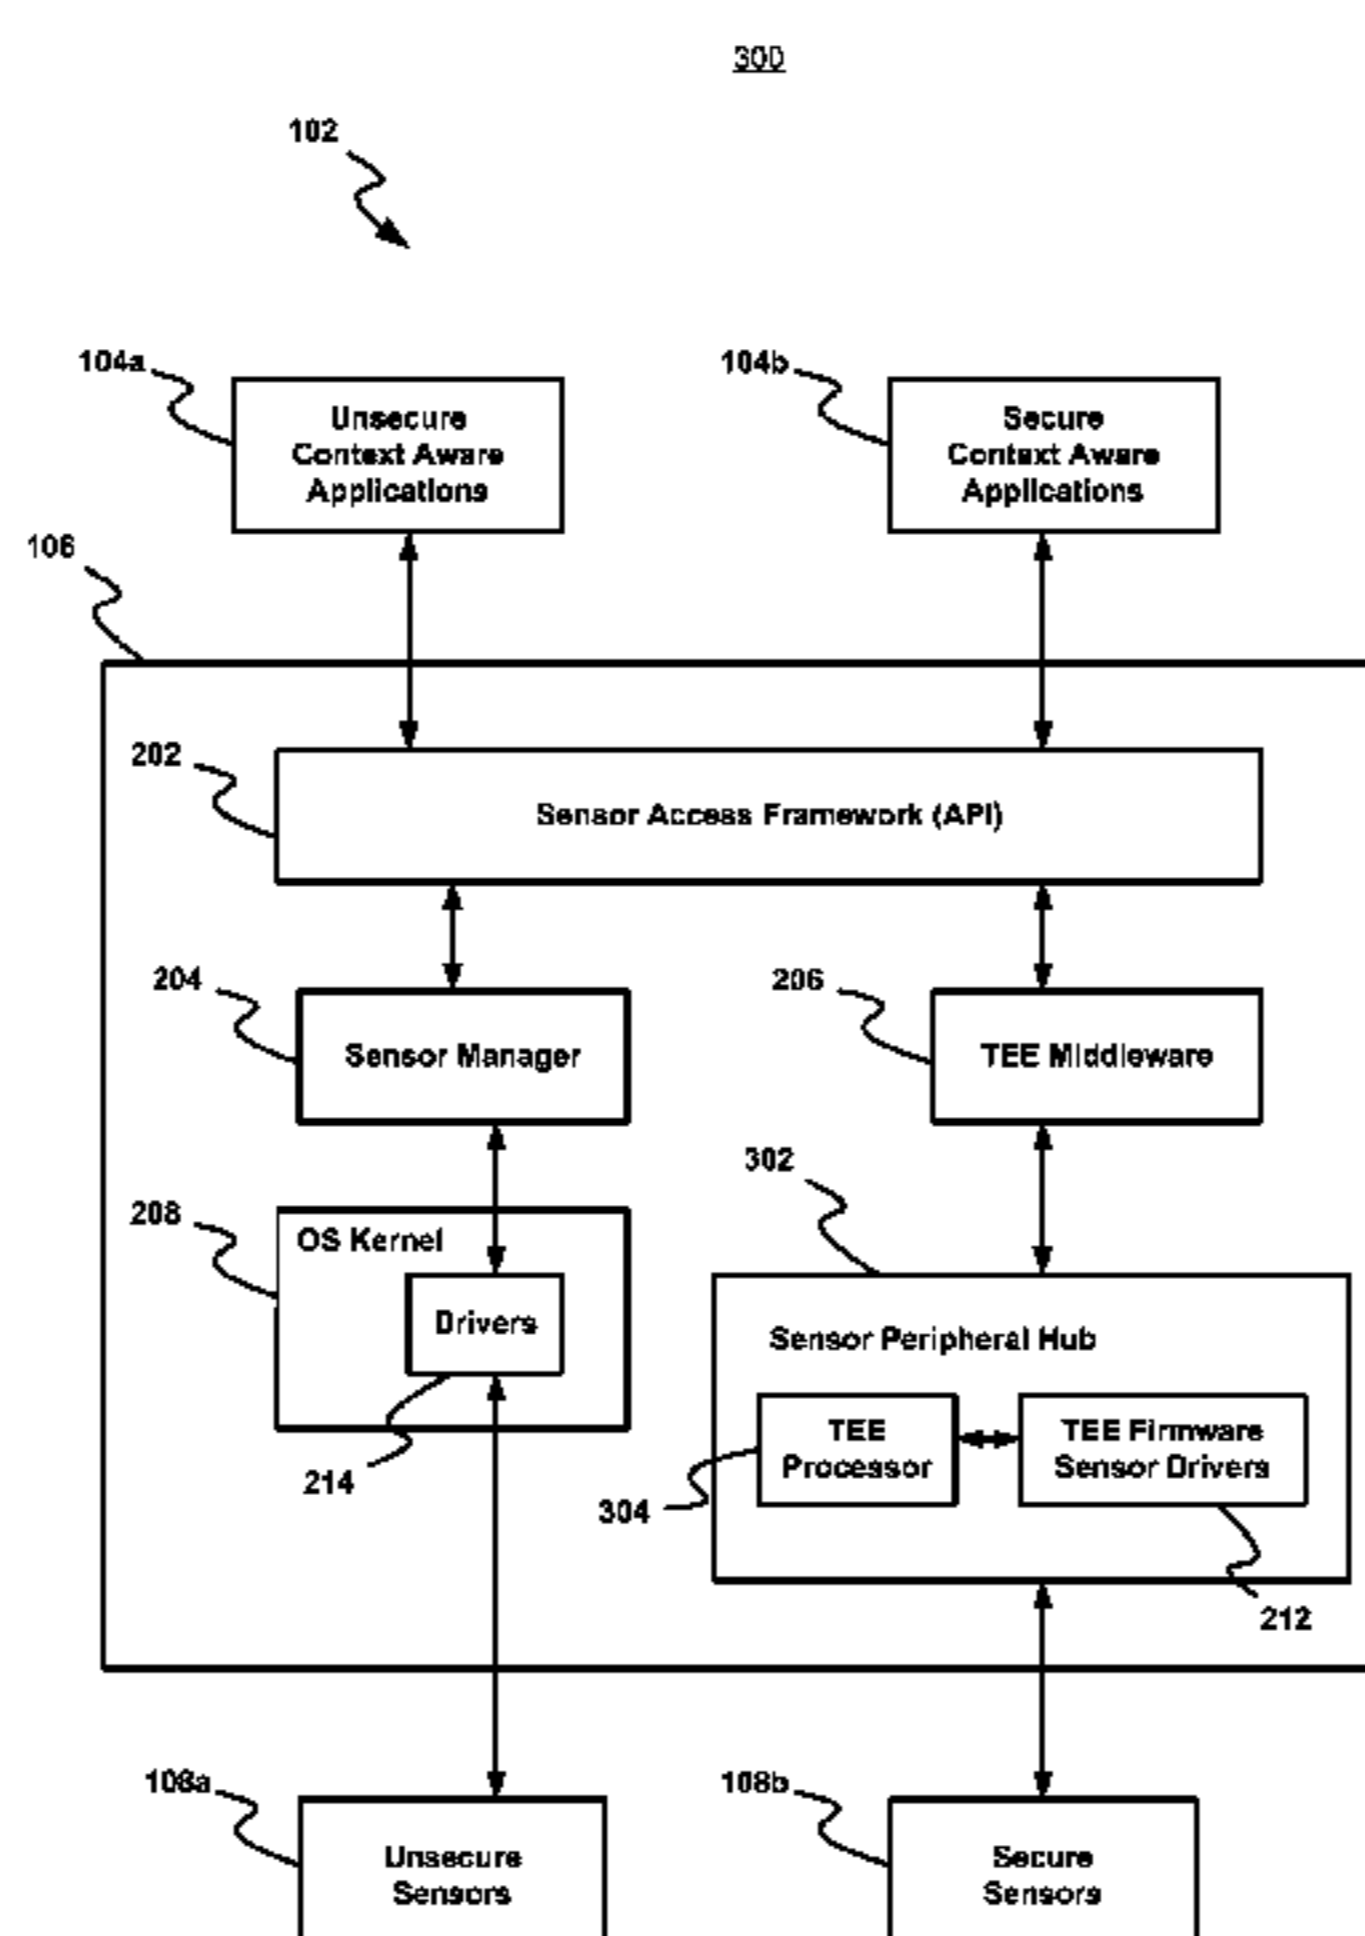 300
102
104a
104b
Unsecure
Context Aware
Applications
Secure
Context Aware
Applications
106
202
Sensor Access Framework (API)
204
206
Sensor Manager
TEE Middleware
302
208
OS Kernel
Drivers
Sensor Peripheral Hub
TEE
Processor
TEE Firmware
Sensor Drivers
214
304
212
108a
108b
Unsecure
Sensors
Secure
Sensors